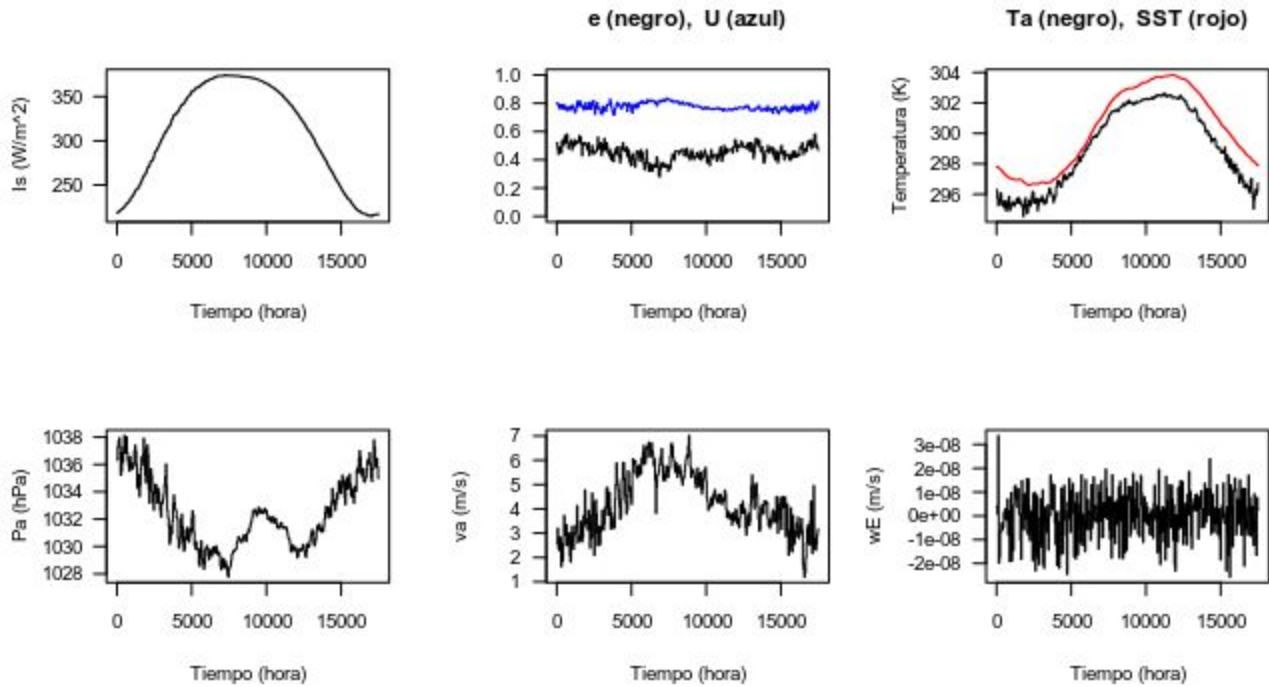 e (negro), U (azul)
Ta (negro), SST (rojo)
Is (W/m^2)
350
300
250
0 5000 10000 15000
Tiempo (hora)
1.0
0.8
0.6
0.4
0.2
0.0
0 5000 10000 15000
Tiempo (hora)
Temperatura (K)
304
302
300
298
296
0 5000 10000 15000
Tiempo (hora)
Pa (hPa)
1038
1036
1034
1032
1030
1028
0 5000 10000 15000
Tiempo (hora)
va (m/s)
7
6
5
4
3
2
1
0 5000 10000 15000
Tiempo (hora)
wE (m/s)
3e-08
2e-08
1e-08
0e+00
-1e-08
-2e-08
0 5000 10000 15000
Tiempo (hora)